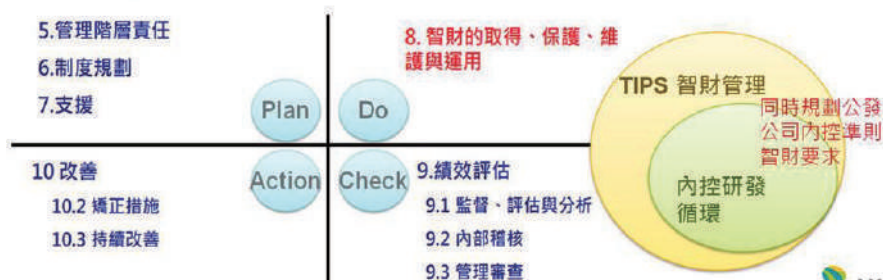 5.管理階層責任
6.制度規劃
7.支援
Plan
Do
8. 智財的取得、保護、維
護與運用
TIPS 智財管理
同時規劃公發
公司內控準則
智財要求
內控研發
循環
10 改善
10.2 矯正措施
10.3 持續改善
Action
Check
9.績效評估
9.1 監督、評估與分析
9.2 內部稽核
9.3 管理審查